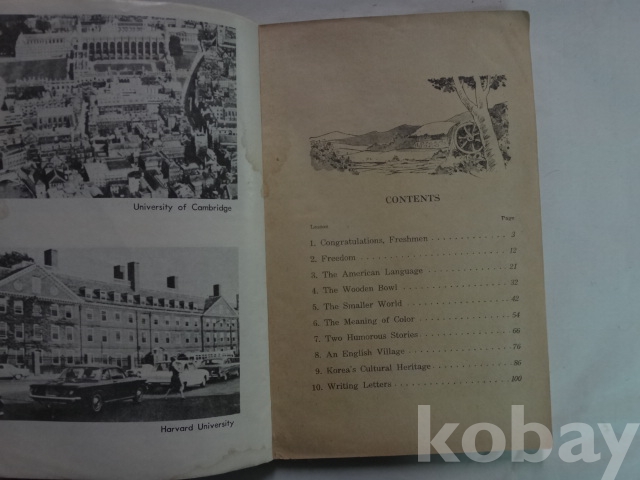 University of Cambridge
Harvard University
CONTENTS
Lesson Page
1. Congratulations, Freshmen 3
2. Freedom 12
3. The American Language 21
4. The Wooden Bowl 32
5. The Smaller World 42
6. The Meaning of Color 54
7. Two Humorous Stories 66
8. An English Village 76
9. Korea's Cultural Heritage 86
10. Writing Letters 100
kobay